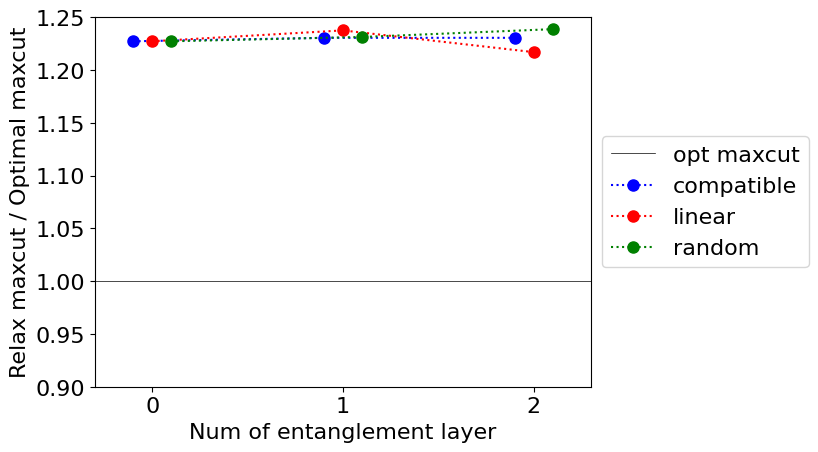 Relax maxcut / Optimal maxcut
1.25
1.20
1.15
1.10
1.05
1.00
0.95
0.90
0
1
2
Num of entanglement layer
opt maxcut
compatible
linear
random